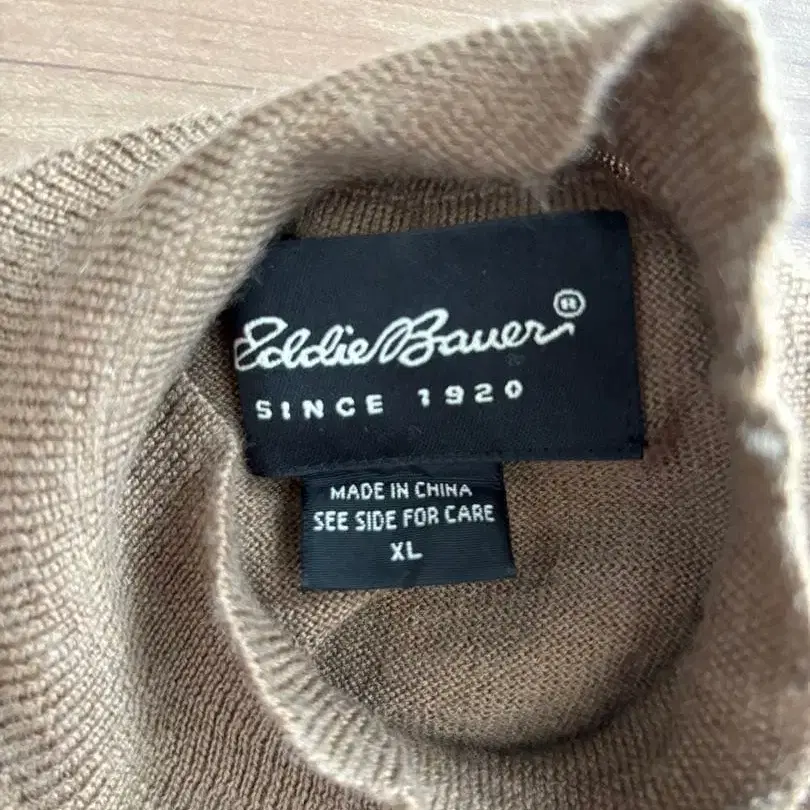 Eddie Bauer®
SINCE 1920
MADE IN CHINA
SEE SIDE FOR CARE
XL